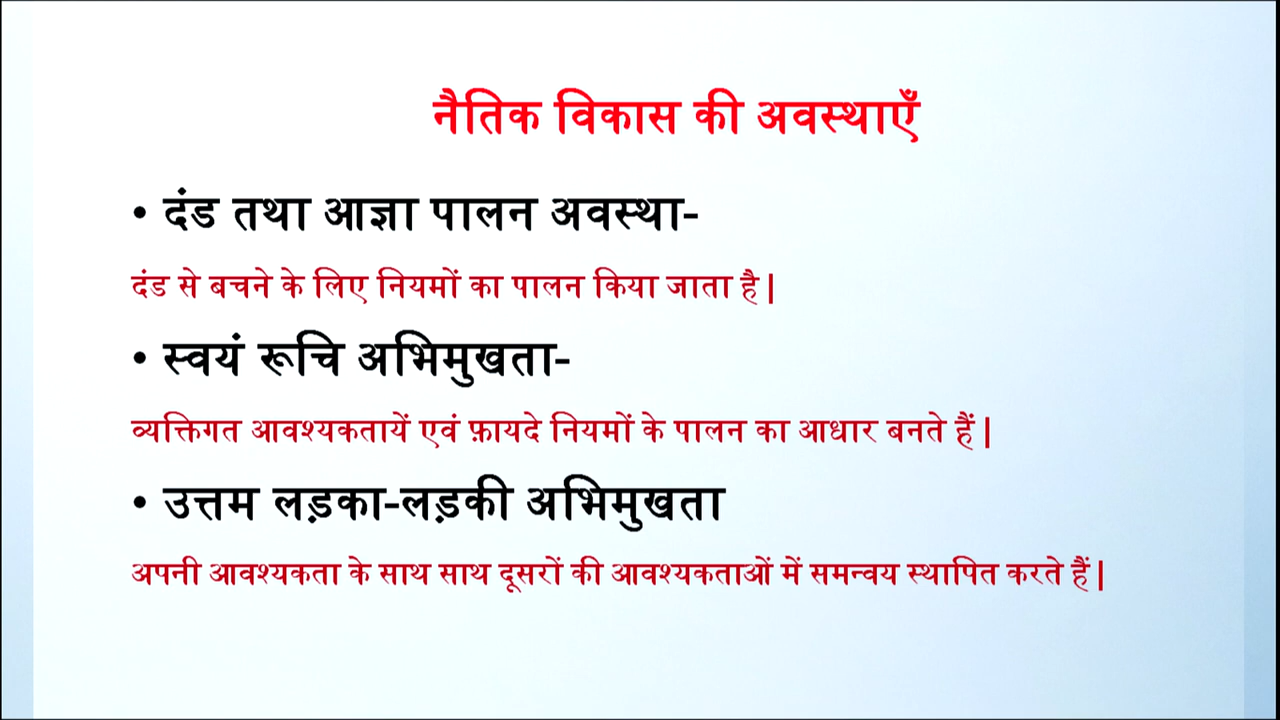 नैतिक विकास की अवस्थाएँ
• दंड तथा आज्ञा पालन अवस्था-
दंड से बचने के लिए नियमों का पालन किया जाता है|
• स्वयं रूचि अभिमुखता-
व्यक्तिगत आवश्यकतायें एवं फ़ायदे नियमों के पालन का आधार बनते हैं|
• उत्तम लड़का-लड़की अभिमुखता
अपनी आवश्यकता के साथ साथ दूसरों की आवश्यकताओं में समन्वय स्थापित करते हैं|